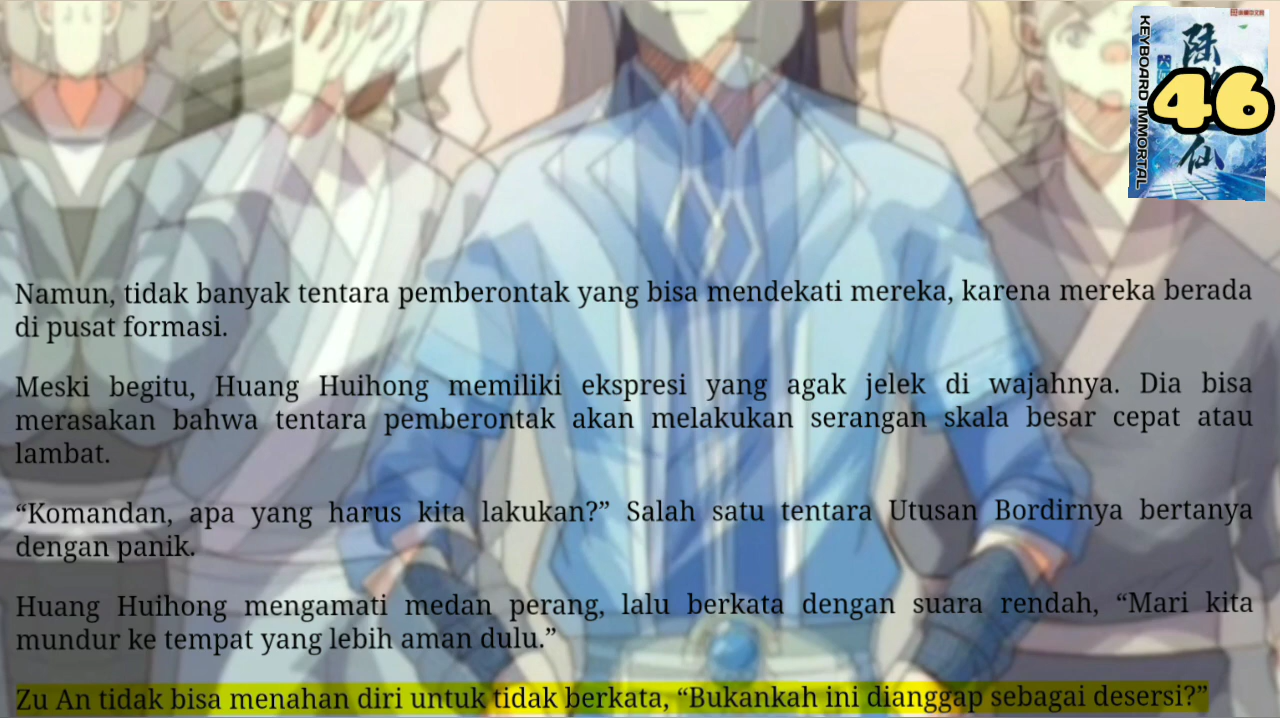 KEYBOARD IMMORTAL
46
仙
Namun, tidak banyak tentara pemberontak yang bisa mendekati mereka, karena mereka berada
di pusat formasi.
Meski begitu, Huang Huihong memiliki ekspresi yang agak jelek di wajahnya. Dia bisa
merasakan bahwa tentara pemberontak akan melakukan serangan skala besar cepat atau
lambat.
“Komandan, apa yang harus kita lakukan?” Salah satu tentara Utusan Bordirnya bertanya
dengan panik.
Huang Huihong mengamati medan perang, lalu berkata dengan suara rendah, “Mari kita
mundur ke tempat yang lebih aman dulu.”
Zu An tidak bisa menahan diri untuk tidak berkata, “Bukankah ini dianggap sebagai desersi?”